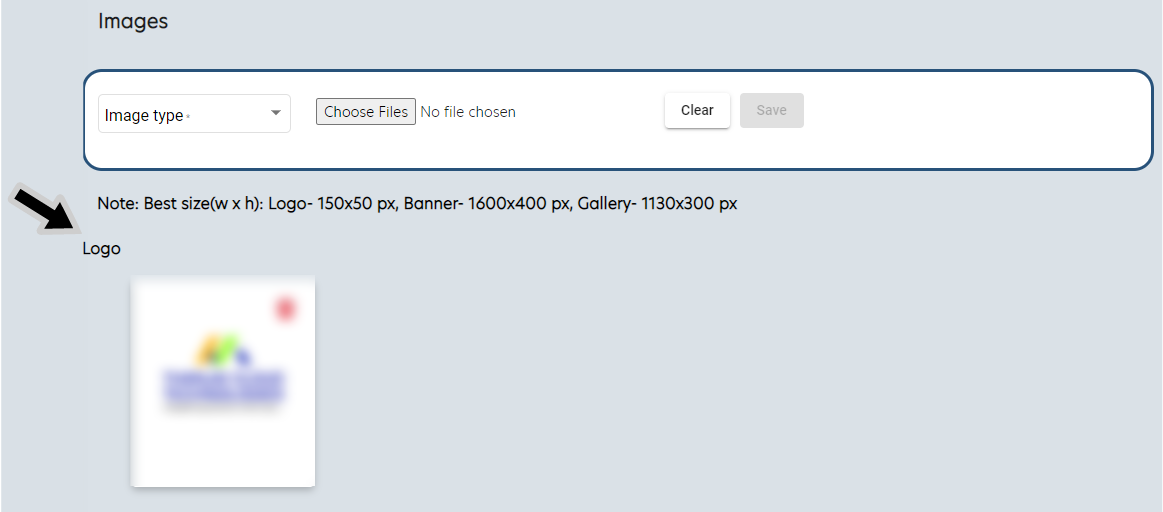 Images
Image type *
Choose Files No file chosen
Clear
Save
Note: Best size(w x h): Logo- 150x50 px, Banner- 1600x400 px, Gallery- 1130x300 px
Logo